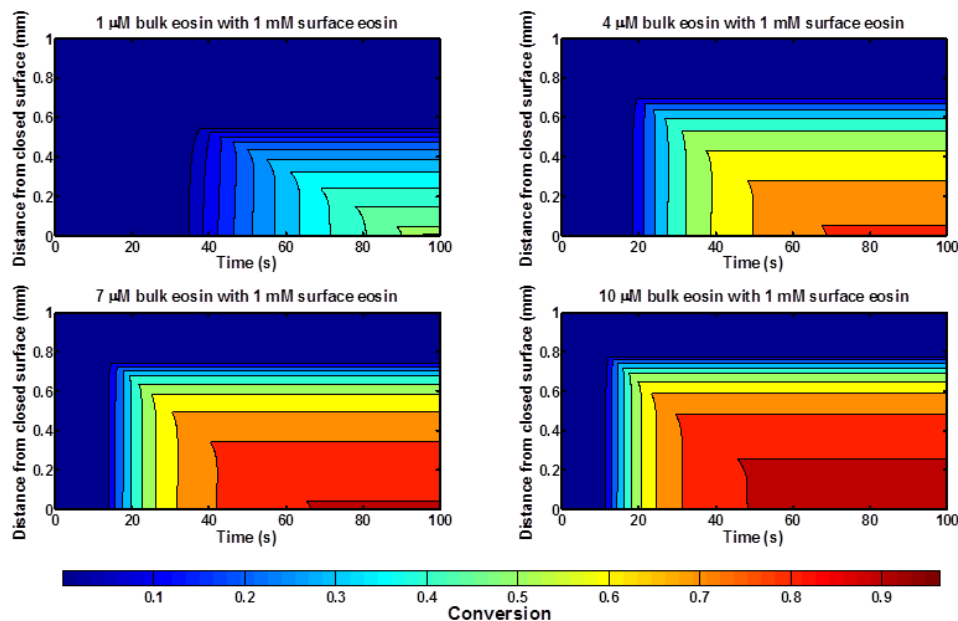 1 μM bulk eosin with 1 mM surface eosin
Distance from closed surface (mm)
1
0.8
0.6
0.4
0.2
0
0 20 40 60 80 100
Time (s)
4 μM bulk eosin with 1 mM surface eosin
Distance from closed surface (mm)
1
0.8
0.6
0.4
0.2
0
0 20 40 60 80 100
Time (s)
7 μM bulk eosin with 1 mM surface eosin
Distance from closed surface (mm)
1
0.8
0.6
0.4
0.2
0
0 20 40 60 80 100
Time (s)
10 μM bulk eosin with 1 mM surface eosin
Distance from closed surface (mm)
1
0.8
0.6
0.4
0.2
0
0 20 40 60 80 100
Time (s)
0.1 0.2 0.3 0.4 0.5 0.6 0.7 0.8 0.9
Conversion